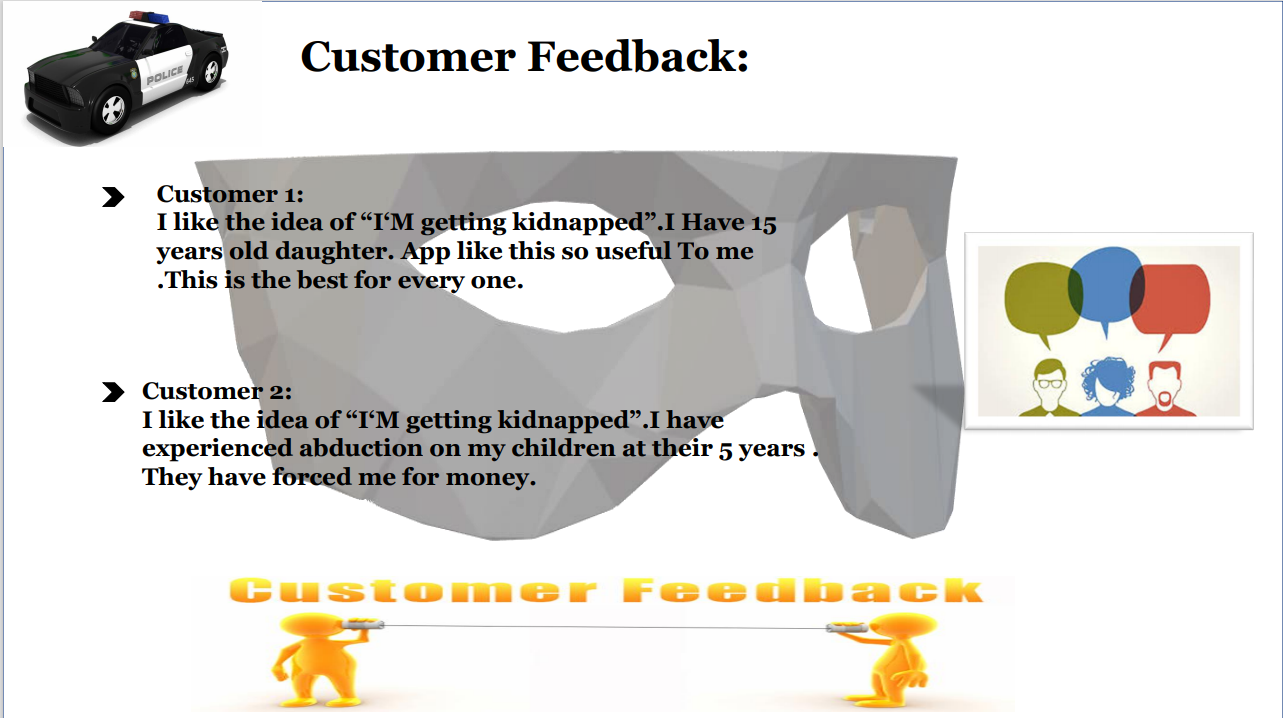 POLICE
645
Customer Feedback:
Customer 1:
I like the idea of “I‘M getting kidnapped”.I Have 15
years old daughter. App like this so useful To me
.This is the best for every one.
Customer 2:
I like the idea of “I‘M getting kidnapped”.I have
experienced abduction on my children at their 5 years .
They have forced me for money.
Customer Feedback